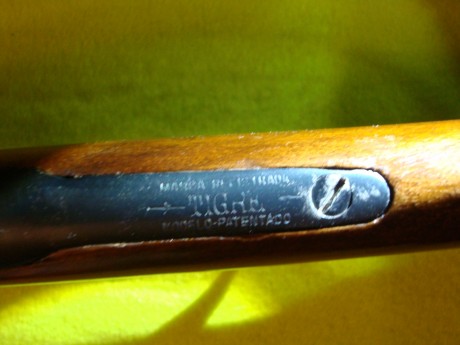 MARCA REGISTRADA
TIGRE
MODELO-PATENTADO